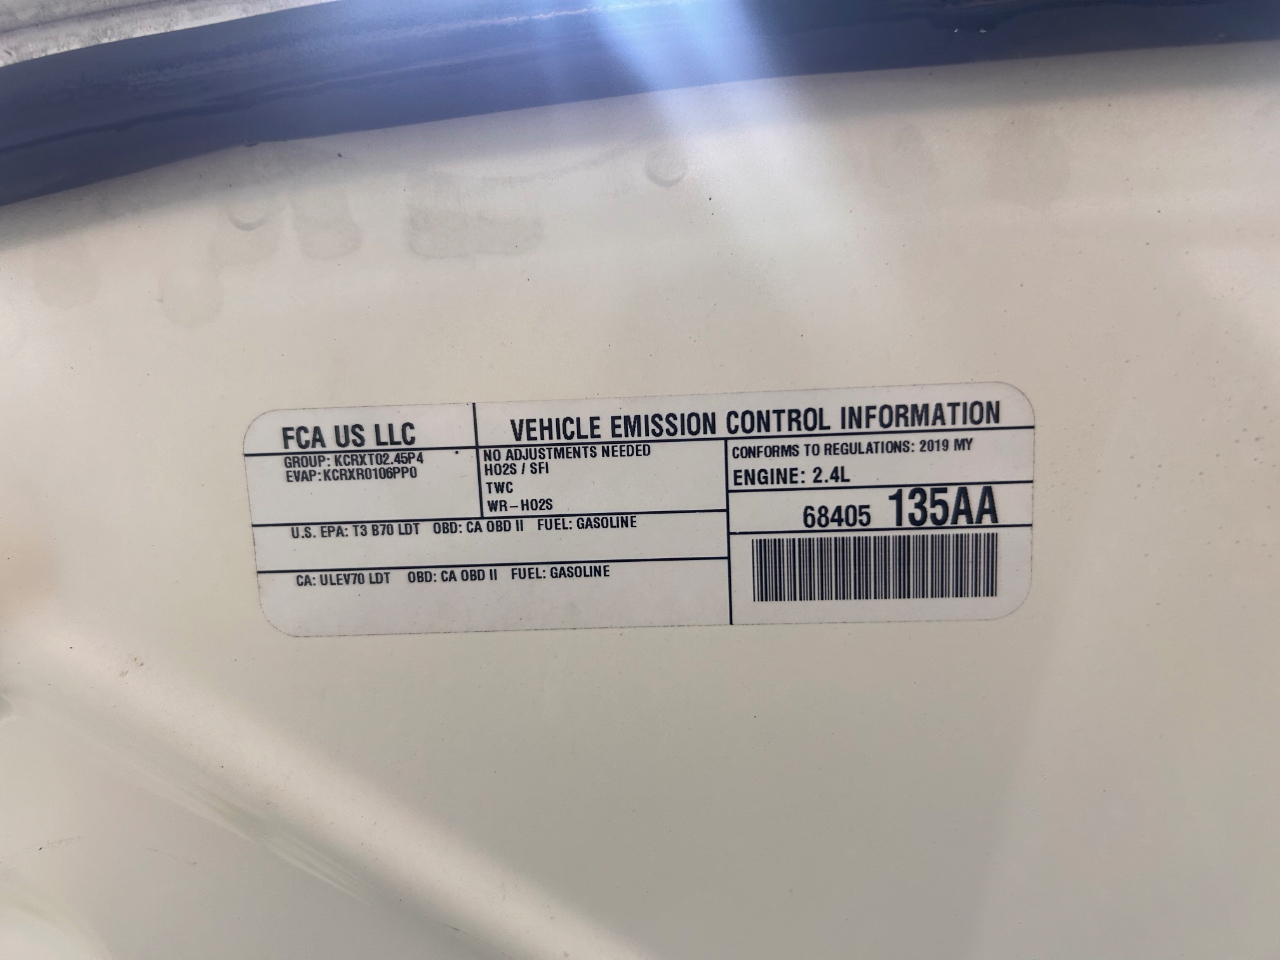 FCA US LLC
GROUP: KCRXT02.45P4
EVAP:KCRXR0106PP0
VEHICLE EMISSION CONTROL INFORMATION
NO ADJUSTMENTS NEEDED
HO2S / SFI
TWC
WR-HO2S
CONFORMS TO REGULATIONS: 2019 MY
ENGINE: 2.4L
68405 135AA
U.S. EPA: T3 B70 LDT OBD: CA OBD II FUEL: GASOLINE
CA: ULEV70 LDT OBD: CA OBD II FUEL: GASOLINE